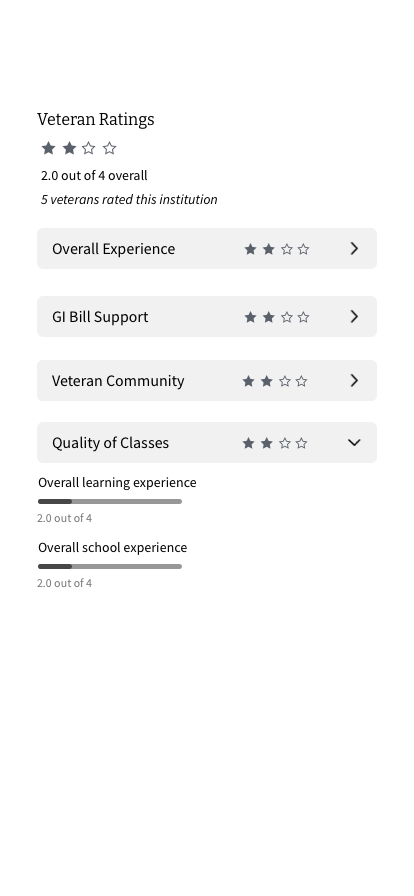 Veteran Ratings
2.0 out of 4 overall
5 veterans rated this institution
Overall Experience
GI Bill Support
Veteran Community
Quality of Classes
Overall learning experience
2.0 out of 4
Overall school experience
2.0 out of 4